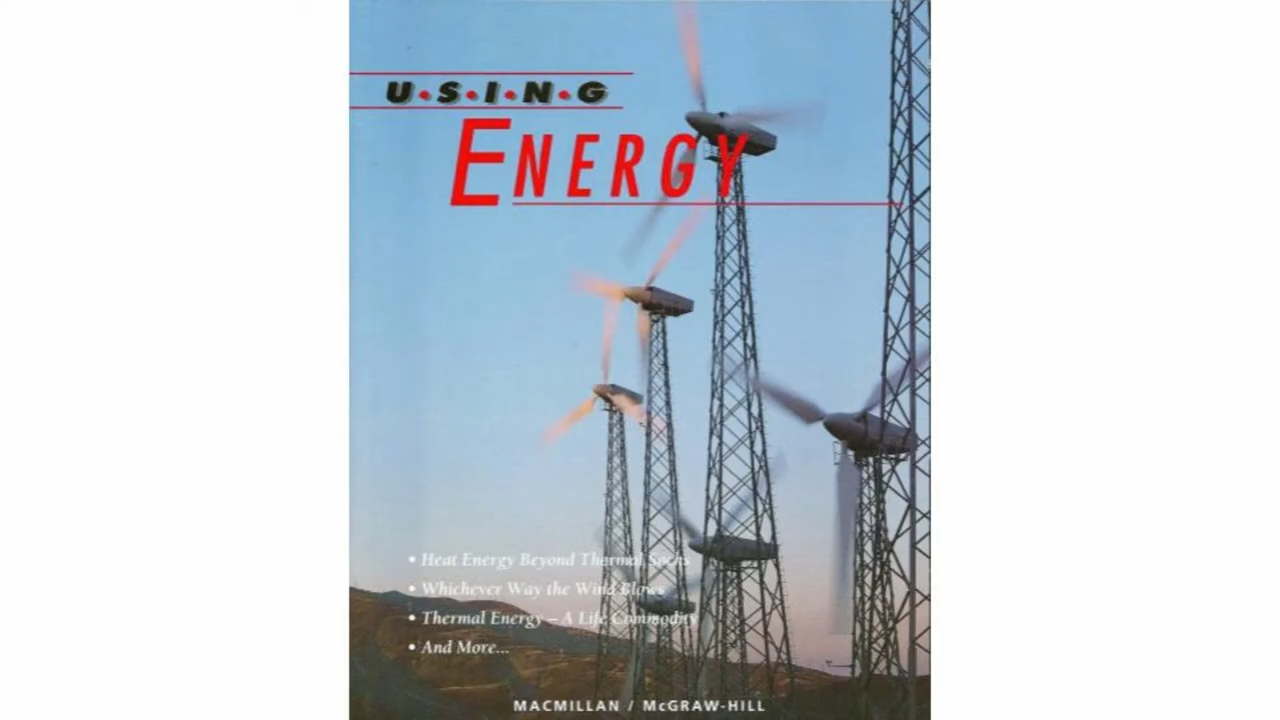 U•S•I•N•G
ENERGY
• Heat Energy Beyond Thermal Socks
• Whichever Way the Wind Blows
• Thermal Energy – A Life Commodity
• And More...
MACMILLAN / McGRAW-HILL